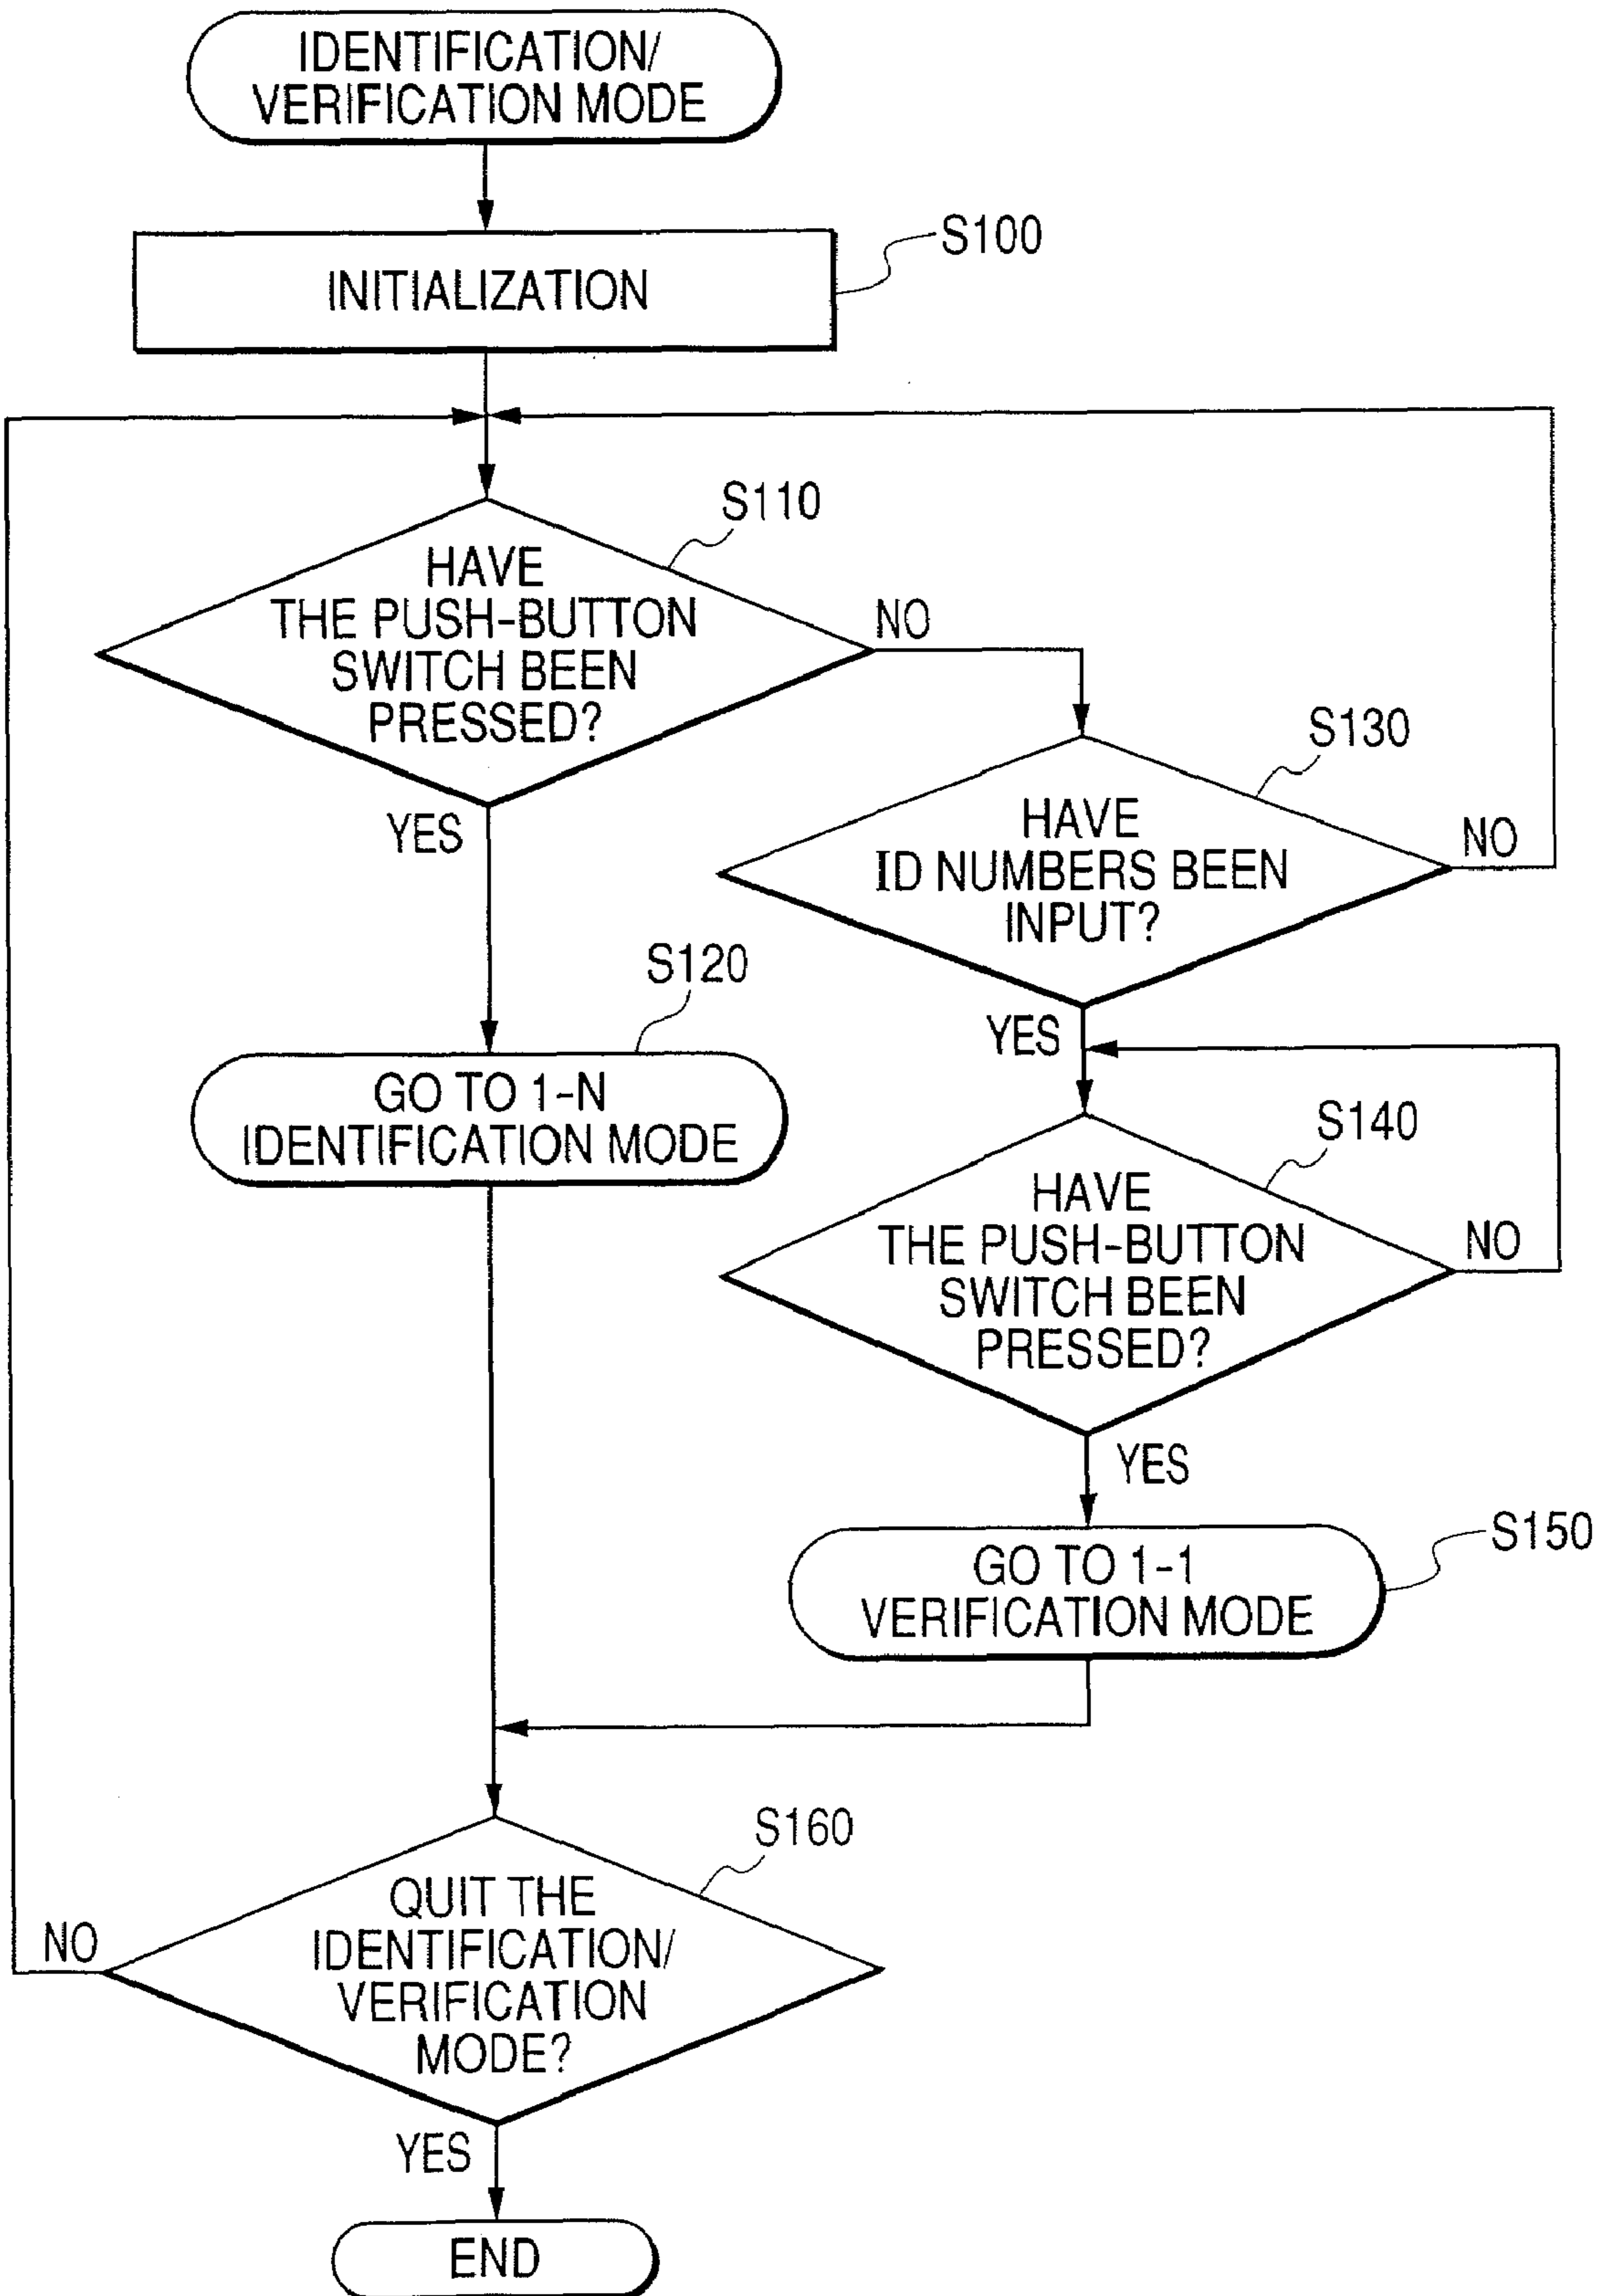 IDENTIFICATION/
VERIFICATION MODE
S100
INITIALIZATION
S110
HAVE
THE PUSH-BUTTON
SWITCH BEEN
PRESSED?
NO
YES
S130
HAVE
ID NUMBERS BEEN
INPUT?
NO
YES
S120
GO TO 1-N
IDENTIFICATION MODE
S140
HAVE
THE PUSH-BUTTON
SWITCH BEEN
PRESSED?
NO
YES
S150
GO TO 1-1
VERIFICATION MODE
S160
QUIT THE
IDENTIFICATION/
VERIFICATION
MODE?
NO
YES
END